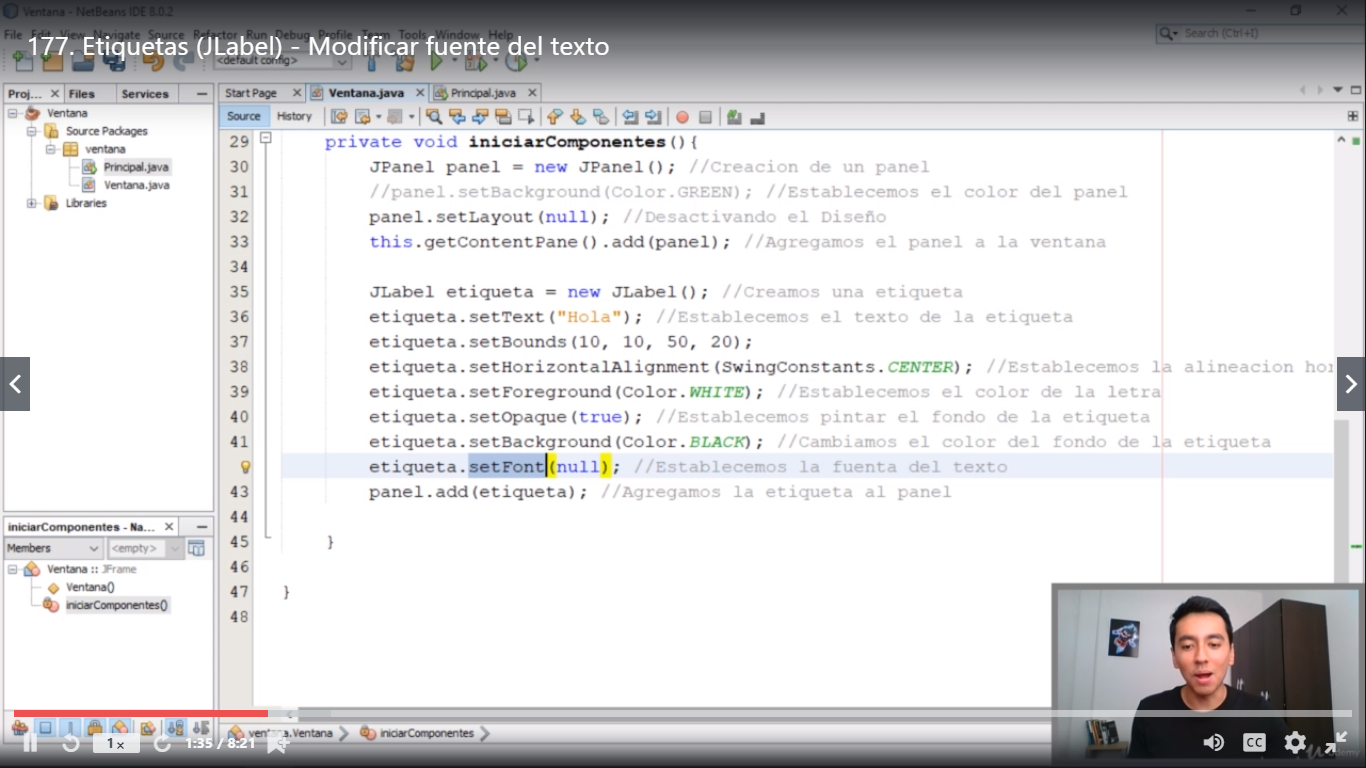 Ventana - NetBeans IDE 8.0.2
File Edit View Navigate Source Refactor Run Debug Profile Team Tools Window Help
Search (Ctrl+I)
177. Etiquetas (JLabel) - Modificar fuente del texto
<default config>
Proj... Files Services
Start Page Ventana.java Principal.java
Source History
Ventana
Source Packages
ventana
Principal.java
Ventana.java
Libraries
29 private void iniciarComponentes(){
30 JPanel panel = new JPanel(); //Creacion de un panel
31 //panel.setBackground(Color.GREEN); //Establecemos el color del panel
32 panel.setLayout(null); //Desactivando el Diseño
33 this.getContentPane().add(panel); //Agregamos el panel a la ventana
34
35 JLabel etiqueta = new JLabel(); //Creamos una etiqueta
36 etiqueta.setText("Hola"); //Establecemos el texto de la etiqueta
37 etiqueta.setBounds(10, 10, 50, 20);
38 etiqueta.setHorizontalAlignment(SwingConstants.CENTER); //Establecemos la alineacion hor
39 etiqueta.setForeground(Color.WHITE); //Establecemos el color de la letra
40 etiqueta.setOpaque(true); //Establecemos pintar el fondo de la etiqueta
41 etiqueta.setBackground(Color.BLACK); //Cambiamos el color del fondo de la etiqueta
etiqueta.setFont(null); //Establecemos la fuenta del texto
43 panel.add(etiqueta); //Agregamos la etiqueta al panel
44
45 }
46
47 }
48
iniciarComponentes - Na...
Members <empty>
Ventana :: JFrame
Ventana()
iniciarComponentes()
ventana.Ventana iniciarComponentes
1x 1:35 / 8:21
CC